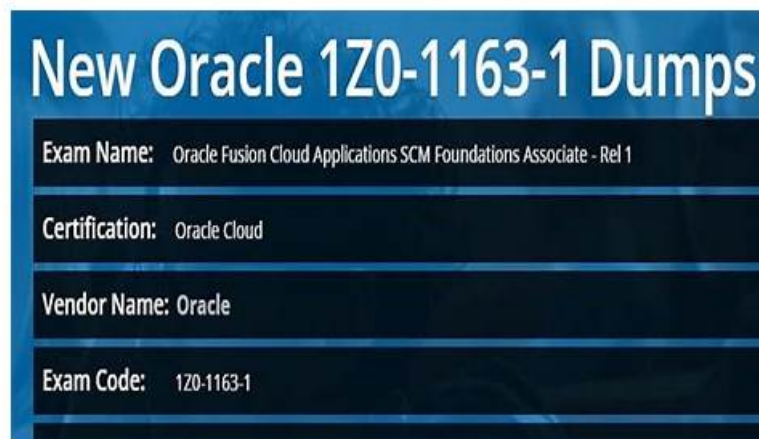 New Oracle 1Z0-1163-1 Dumps
Exam Name: Oracle Fusion Cloud Applications SCM Foundations Associate - Rel 1
Certification: Oracle Cloud
Vendor Name: Oracle
Exam Code: 1Z0-1163-1